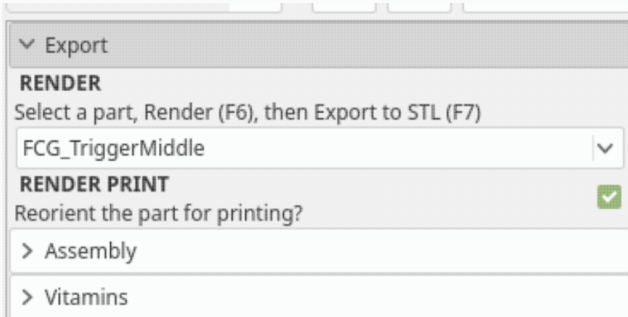 Export
RENDER
Select a part, Render (F6), then Export to STL (F7)
FCG_TriggerMiddle
RENDER PRINT
Reorient the part for printing?
Assembly
Vitamins